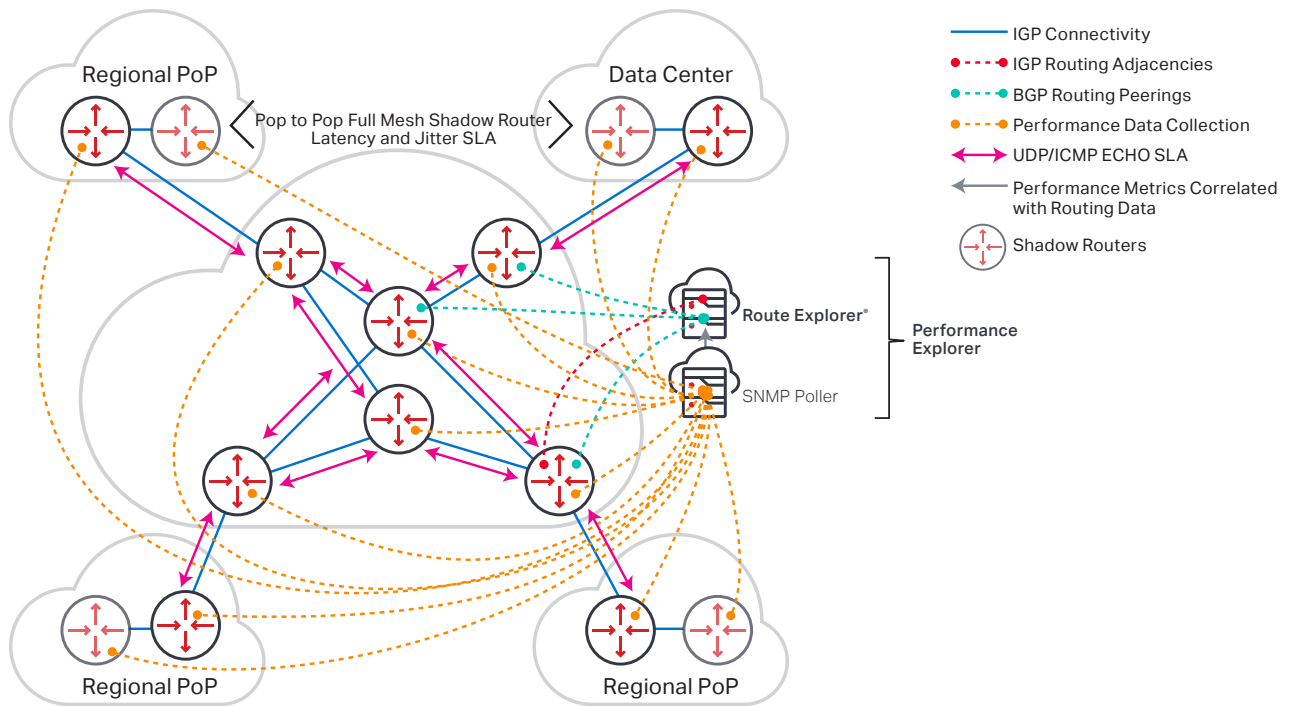 Regional PoP
Data Center
Pop to Pop Full Mesh Shadow Router
Latency and Jitter SLA
IGP Connectivity
IGP Routing Adjacencies
BGP Routing Peerings
Performance Data Collection
UDP/ICMP ECHO SLA
Performance Metrics Correlated
with Routing Data
Shadow Routers
Route Explorer®
Performance
Explorer
SNMP Poller
Regional PoP
Regional PoP